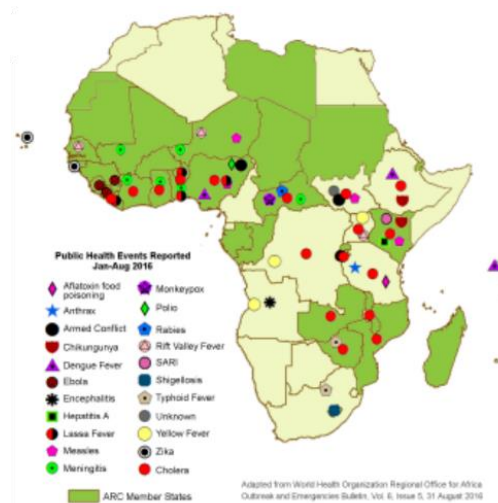 Public Health Events Reported
Jan-Aug 2016
Aflatoxin food
poisoning
Anthrax
Armed Conflict
Chikungunya
Dengue Fever
Ebola
Encephalitis
Hepatitis A
Lassa Fever
Measles
Meningitis
Monkeypox
Polio
Rabies
Rift Valley Fever
SARI
Shigellosis
Typhoid Fever
Unknown
Yellow Fever
Zika
Cholera
ARC Member States
Adapted from World Health Organization Regional Office for Africa
Outbreak and Emergencies Bulletin, Vol. 6, Issue 5, 31 August 2016